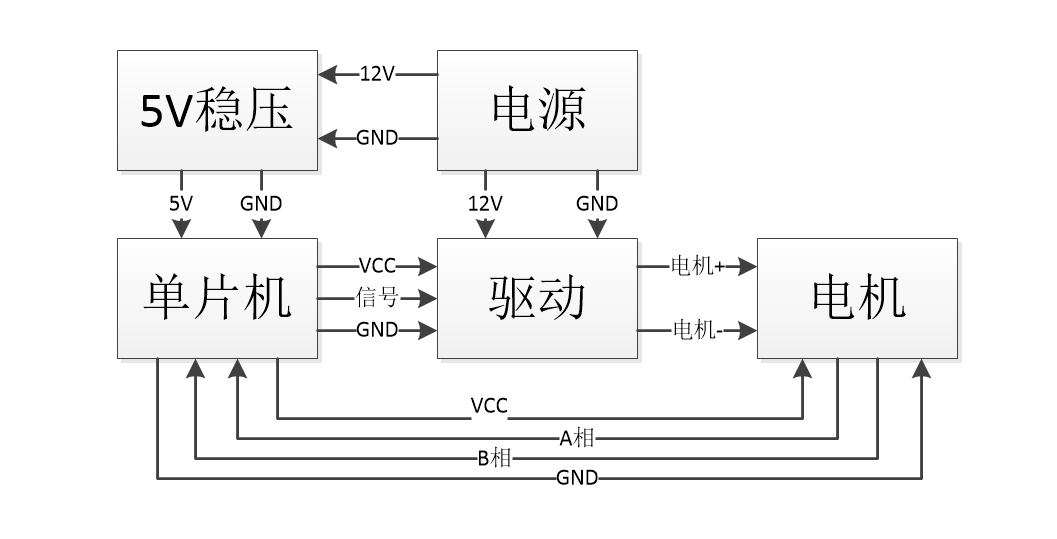 12V
5V稳压
电源
GND
5V
GND
12V
GND
VCC
电机+
单片机
信号
驱动
电机
GND
电机-
VCC
A相
B相
GND